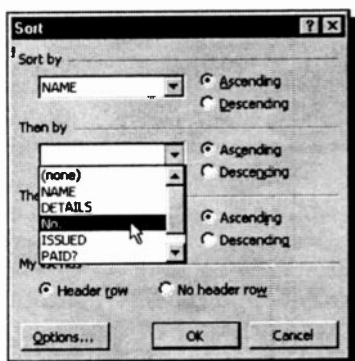 Sort
Sort by
NAME
Ascending
Descending
Then by
Ascending
Descending
(none)
NAME
DETAILS
No.
ISSUED
PAID?
Ascending
Descending
Header row
No header row
Options...
OK
Cancel